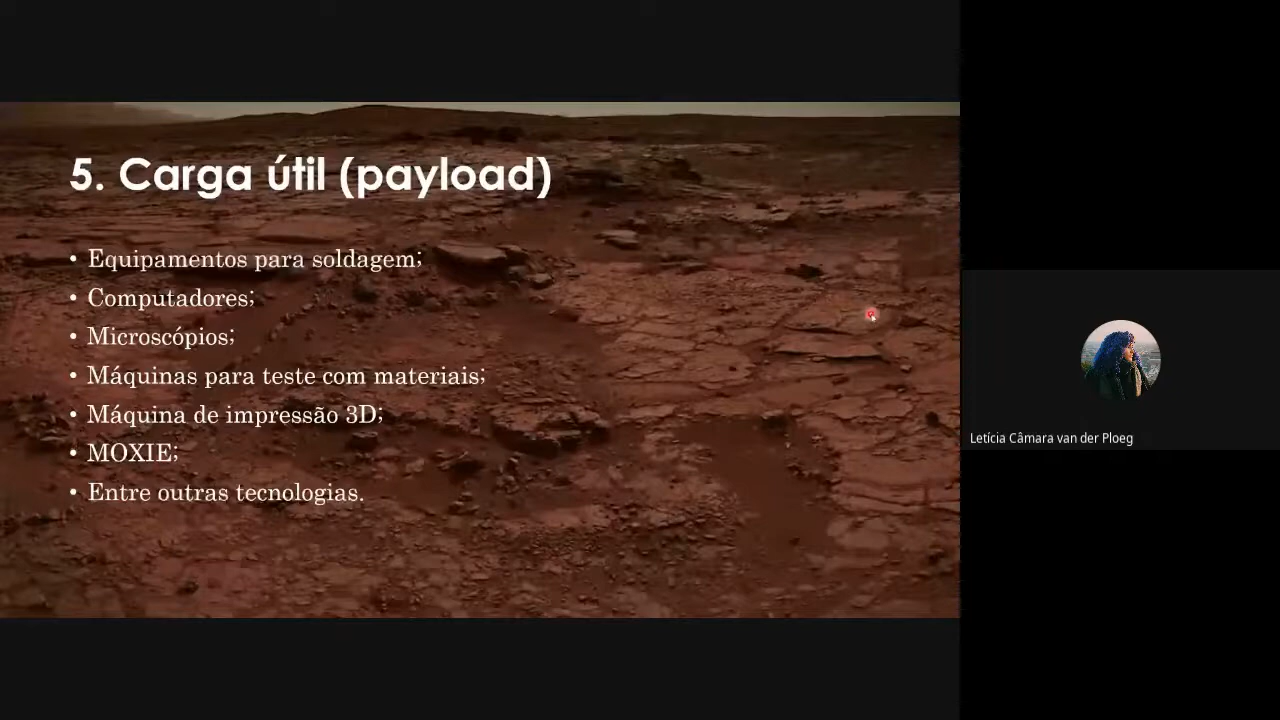 5. Carga útil (payload)
• Equipamentos para soldagem;
• Computadores;
• Microscópios;
• Máquinas para teste com materiais;
• Máquina de impressão 3D;
• MOXIE;
• Entre outras tecnologias.
Letícia Câmara van der Ploeg